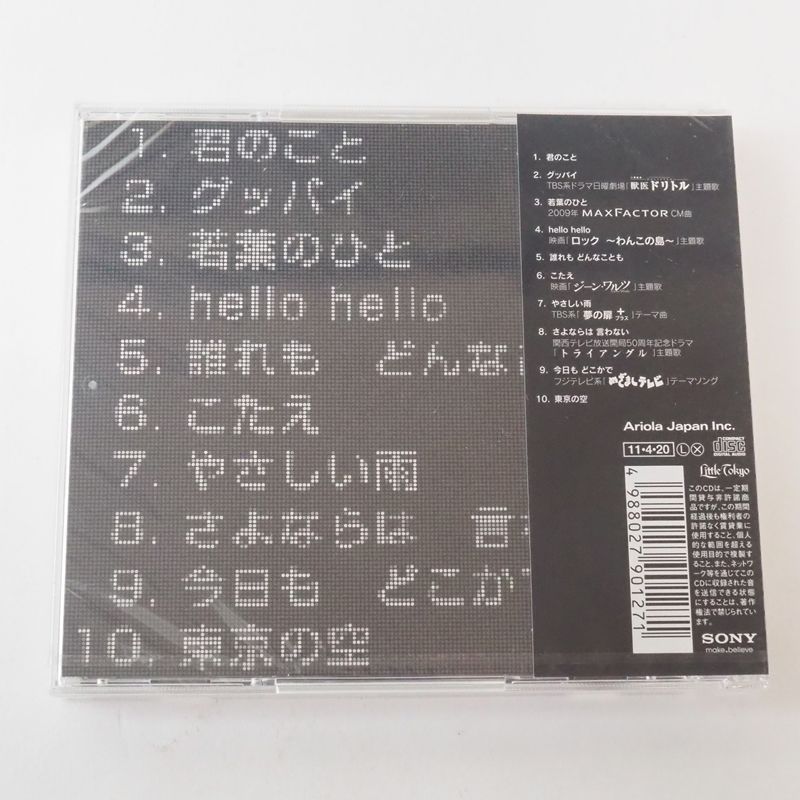 1. 君のこと
2. グッバイ
3. 若葉のひと
4. hello hello
5. 誰れも どんな
6. こたえ
7. やさしい雨
8. さよならは 言
9. 今日も どこか
10. 東京の空
1. 君のこと
2. グッバイ
TBS系ドラマ日曜劇場「獣医ドリトル」主題歌
3. 若葉のひと
2009年 MAXFACTOR CM曲
4. hello hello
映画「ロック ～わんこの島～」主題歌
5. 誰れも どんなことも
6. こたえ
映画「ジーン・ワルツ」主題歌
7. やさしい雨
TBS系「夢の扉+プラス」テーマ曲
8. さよならは 言わない
関西テレビ放送開局50周年記念ドラマ
「トライアングル」主題歌
9. 今日も どこかで
フジテレビ系「めざましテレビ」テーマソング
10. 東京の空
Ariola Japan Inc.
11・4・20 L X COMPACT disc DIGITAL AUDIO
Little Tokyo
このCDは、一定期
間貸与非許諾商
品ですが、この期間
経過後も権利者の
許諾なく賃貸業に
使用すること、個人
的な範囲を超える
使用目的で複製す
ること、また、ネットワ
ーク等を通じてこの
CDに収録された音
を送信できる状態
にすることは、著作
権法で禁じられてい
ます。
4988027901271
SONY
make.believe